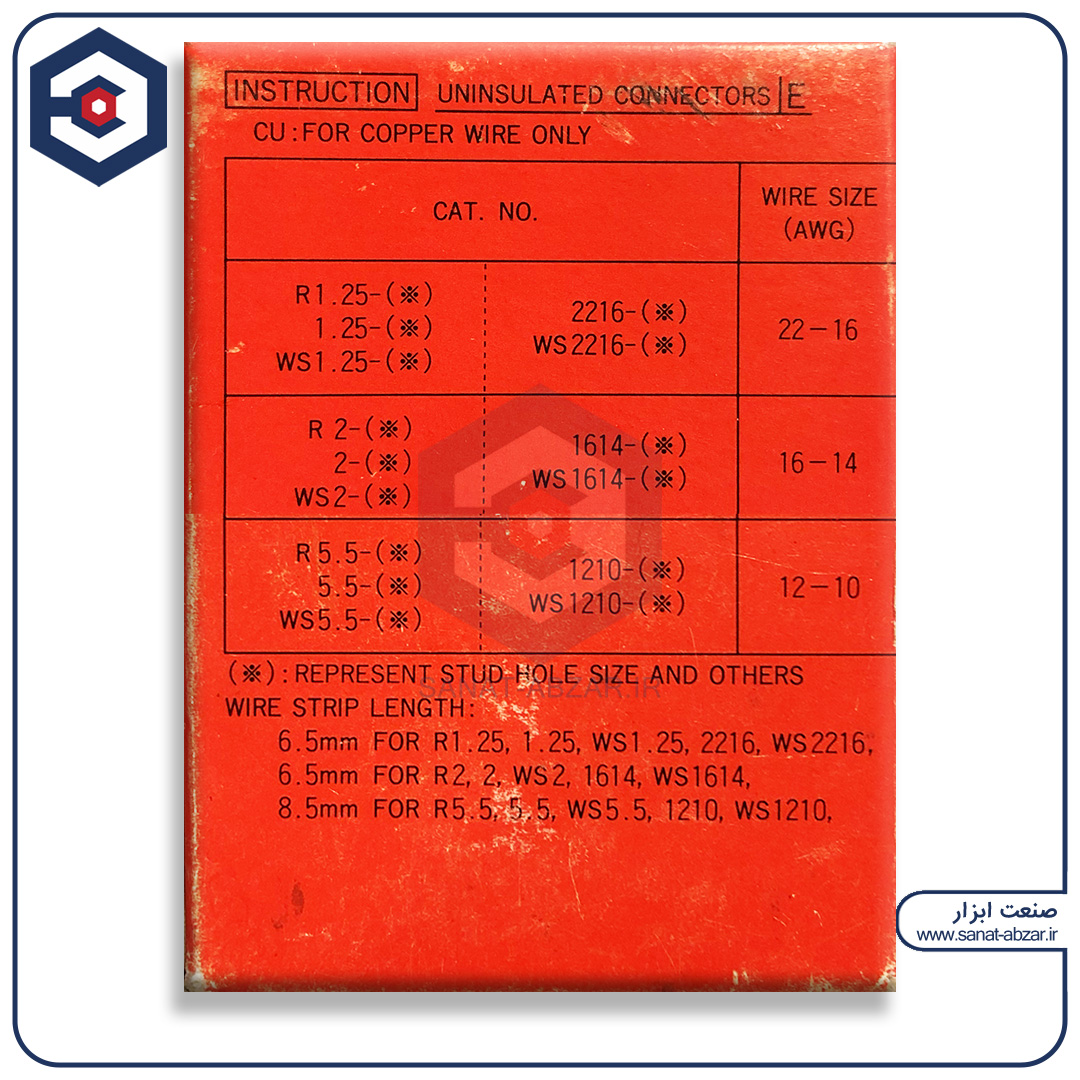 INSTRUCTION UNINSULATED CONNECTORS E
CU : FOR COPPER WIRE ONLY
CAT. NO.
WIRE SIZE
(AWG)
R1.25-(※)
1.25-(※)
WS1.25-(※)
2216-(※)
WS2216-(※)
22－16
R 2-(※)
2-(※)
WS2-(※)
1614-(※)
WS1614-(※)
16－14
R5.5-(※)
5.5-(※)
WS5.5-(※)
1210-(※)
WS1210-(※)
12－10
(※) : REPRESENT STUD HOLE SIZE AND OTHERS
SANAT-ABZAR.IR
WIRE STRIP LENGTH:
6.5mm FOR R1.25, 1.25, WS1.25, 2216, WS2216,
6.5mm FOR R2, 2, WS2, 1614, WS1614,
8.5mm FOR R5.5, 5.5, WS5.5, 1210, WS1210,
صنعت ابزار
www.sanat-abzar.ir